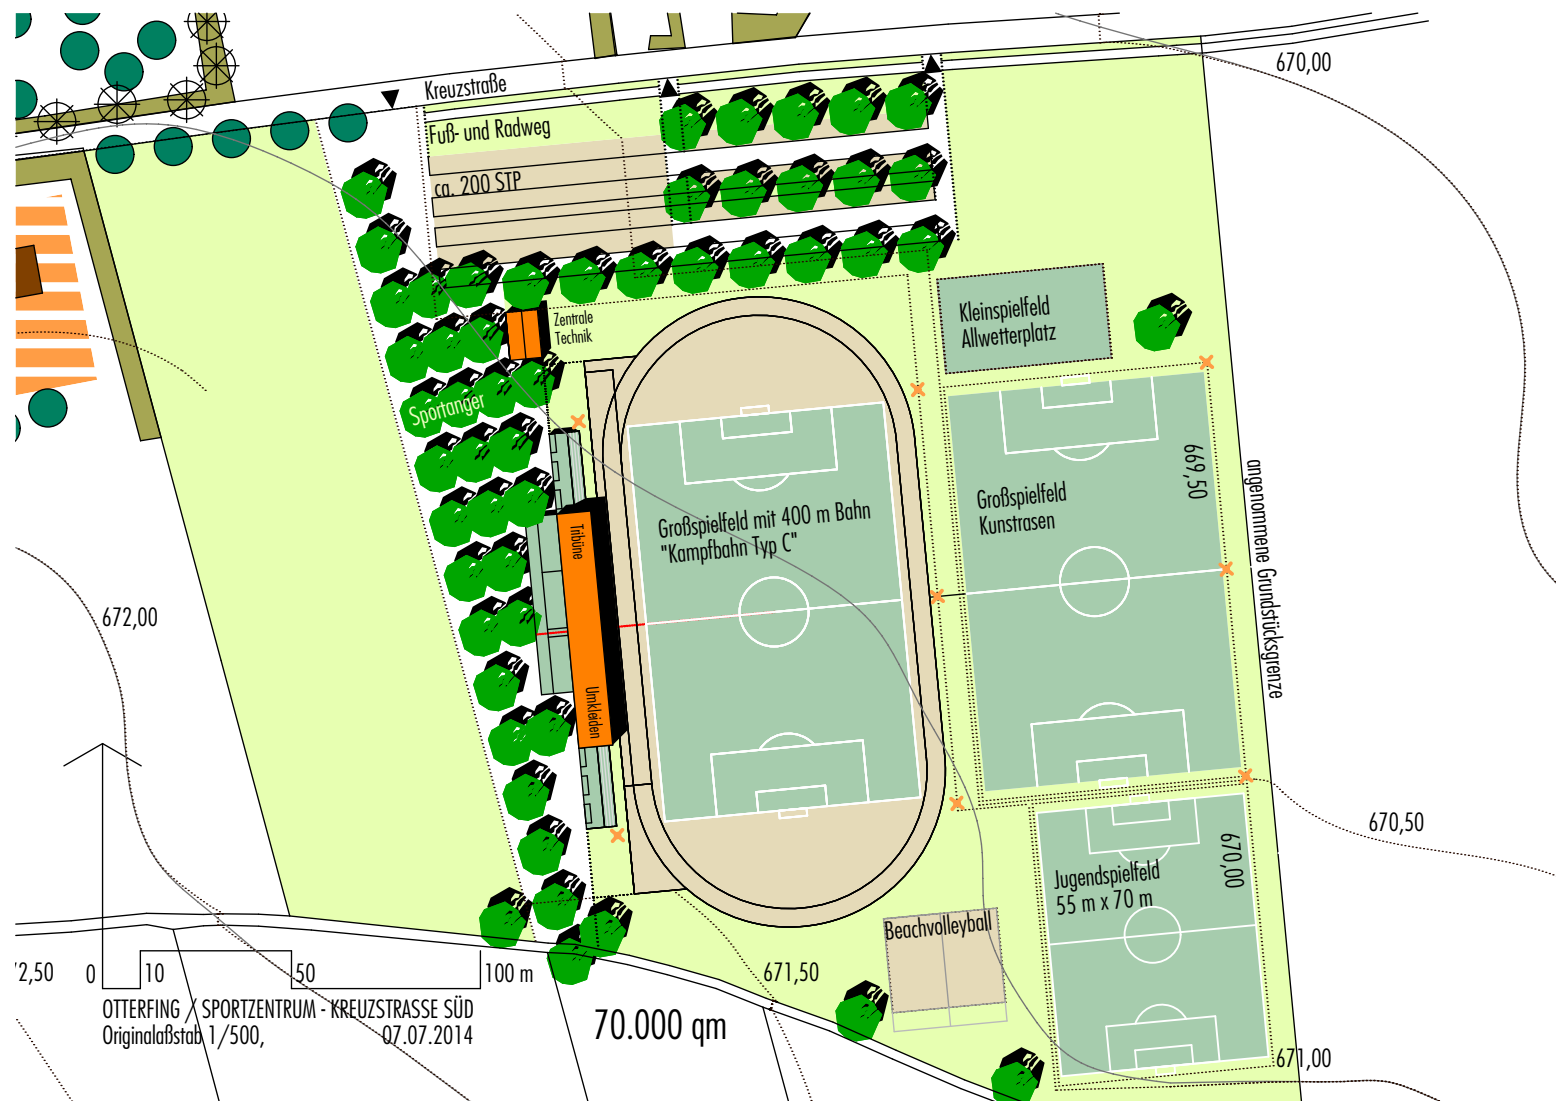 670,00
Kreuzstraße
Fuß- und Radweg
ca. 200 STP
Zentrale
Technik
Kleinspielfeld
Allwetterplatz
Sportanger
Großspielfeld mit 400 m Bahn
"Kampfbahn Typ C"
Tribüne
Umkleiden
Großspielfeld
Kunstrasen
669,50
angenommene Grundstücksgrenze
672,00
670,50
Jugendspielfeld
55 m x 70 m
670,00
Beachvolleyball
'2,50
0
10
50
100 m
671,50
OTTERFING / SPORTZENTRUM - KREUZSTRASSE SÜD
Originalaßstab 1/500, 07.07.2014
70.000 qm
671,00